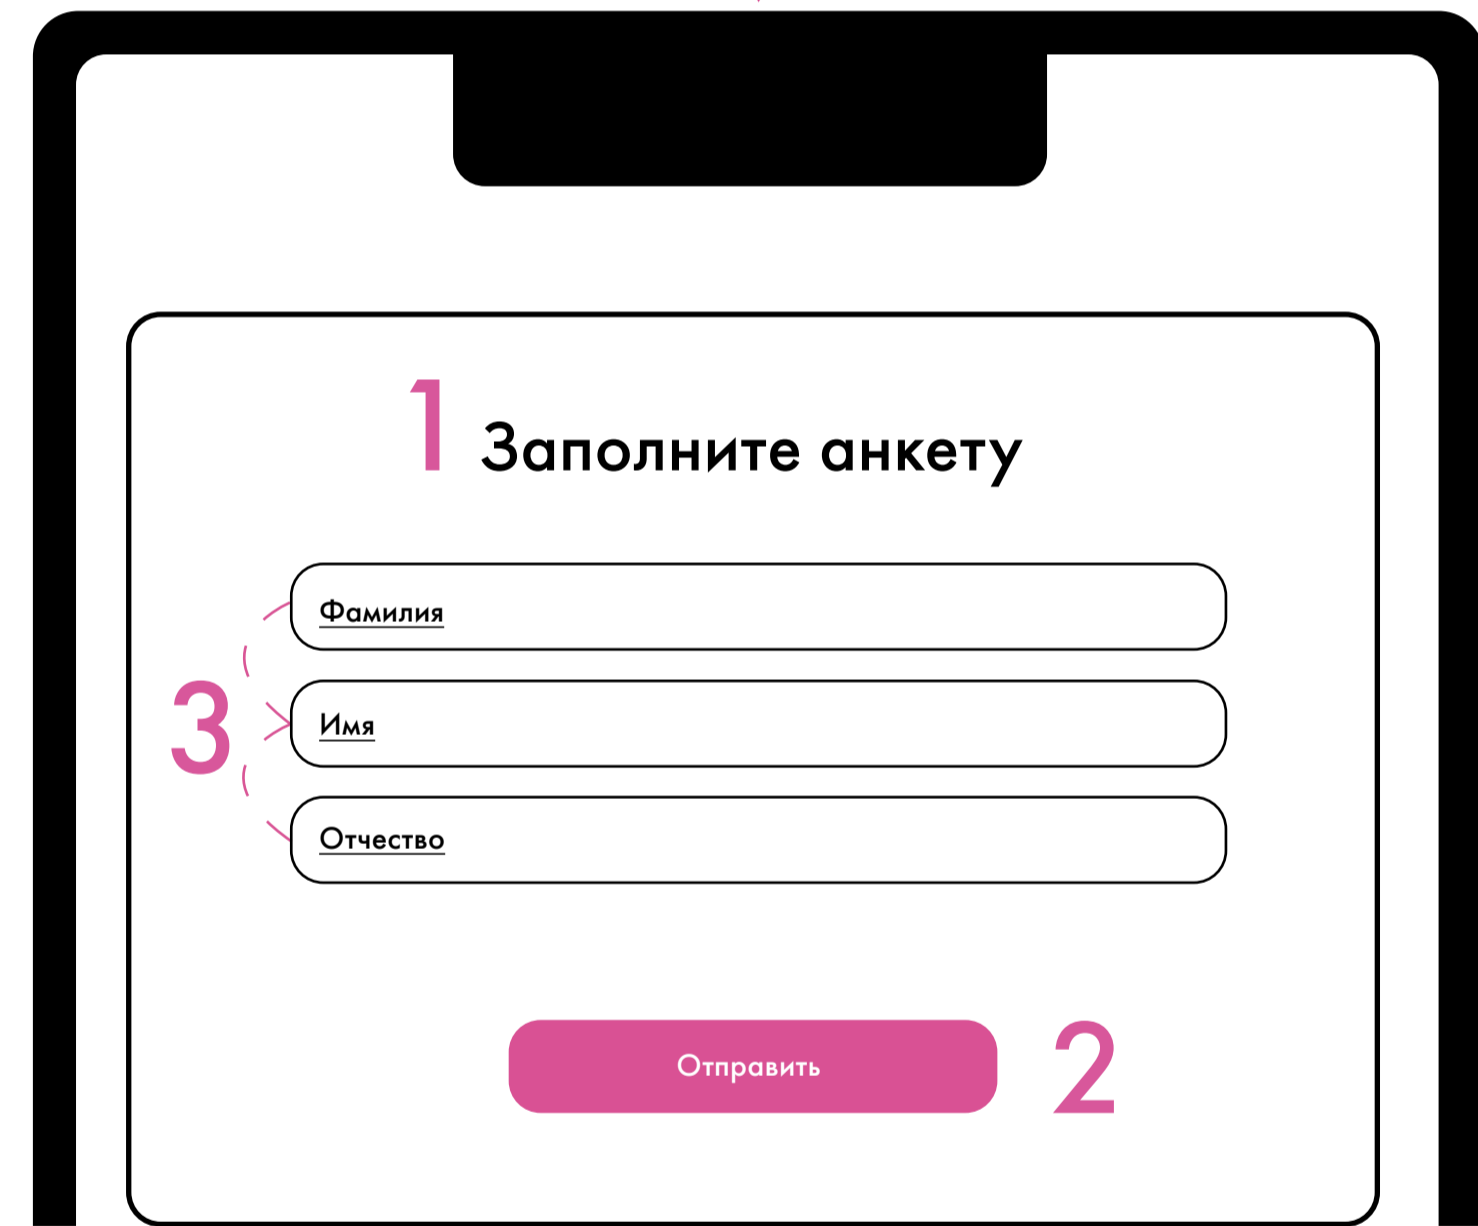 1 Заполните анкету
Фамилия
3
Имя
Отчество
Отправить 2